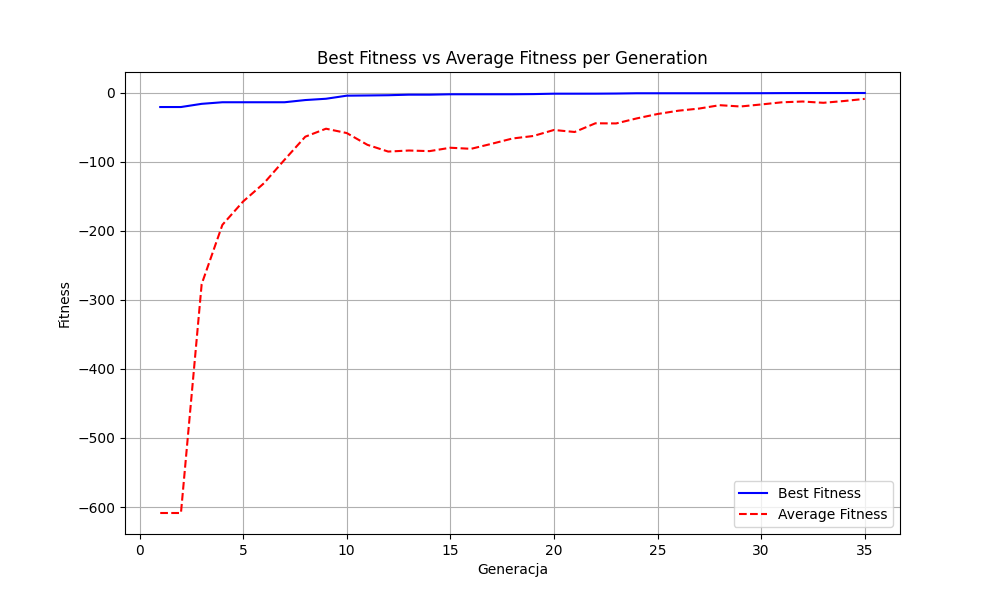 Best Fitness vs Average Fitness per Generation
Fitness
0
−100
−200
−300
−400
−500
−600
0 5 10 15 20 25 30 35
Generacja
Best Fitness
Average Fitness